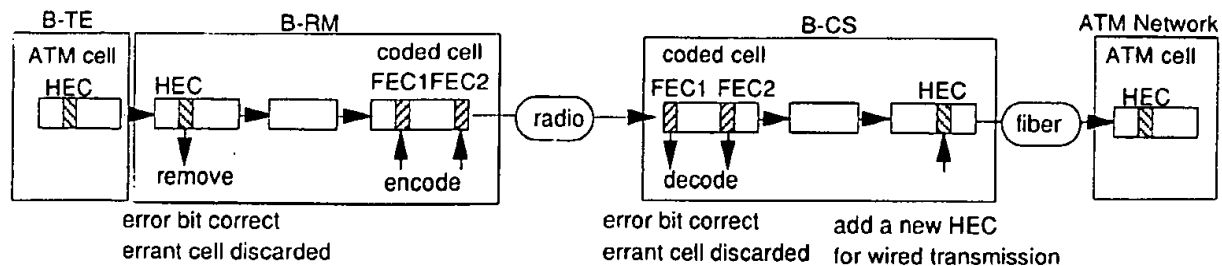 B-TE
B-RM
B-CS
ATM Network
ATM cell
HEC
HEC
coded cell
FEC1FEC2
radio
coded cell
FEC1 FEC2
HEC
fiber
ATM cell
HEC
remove
encode
decode
error bit correct
errant cell discarded
error bit correct
errant cell discarded
add a new HEC
for wired transmission